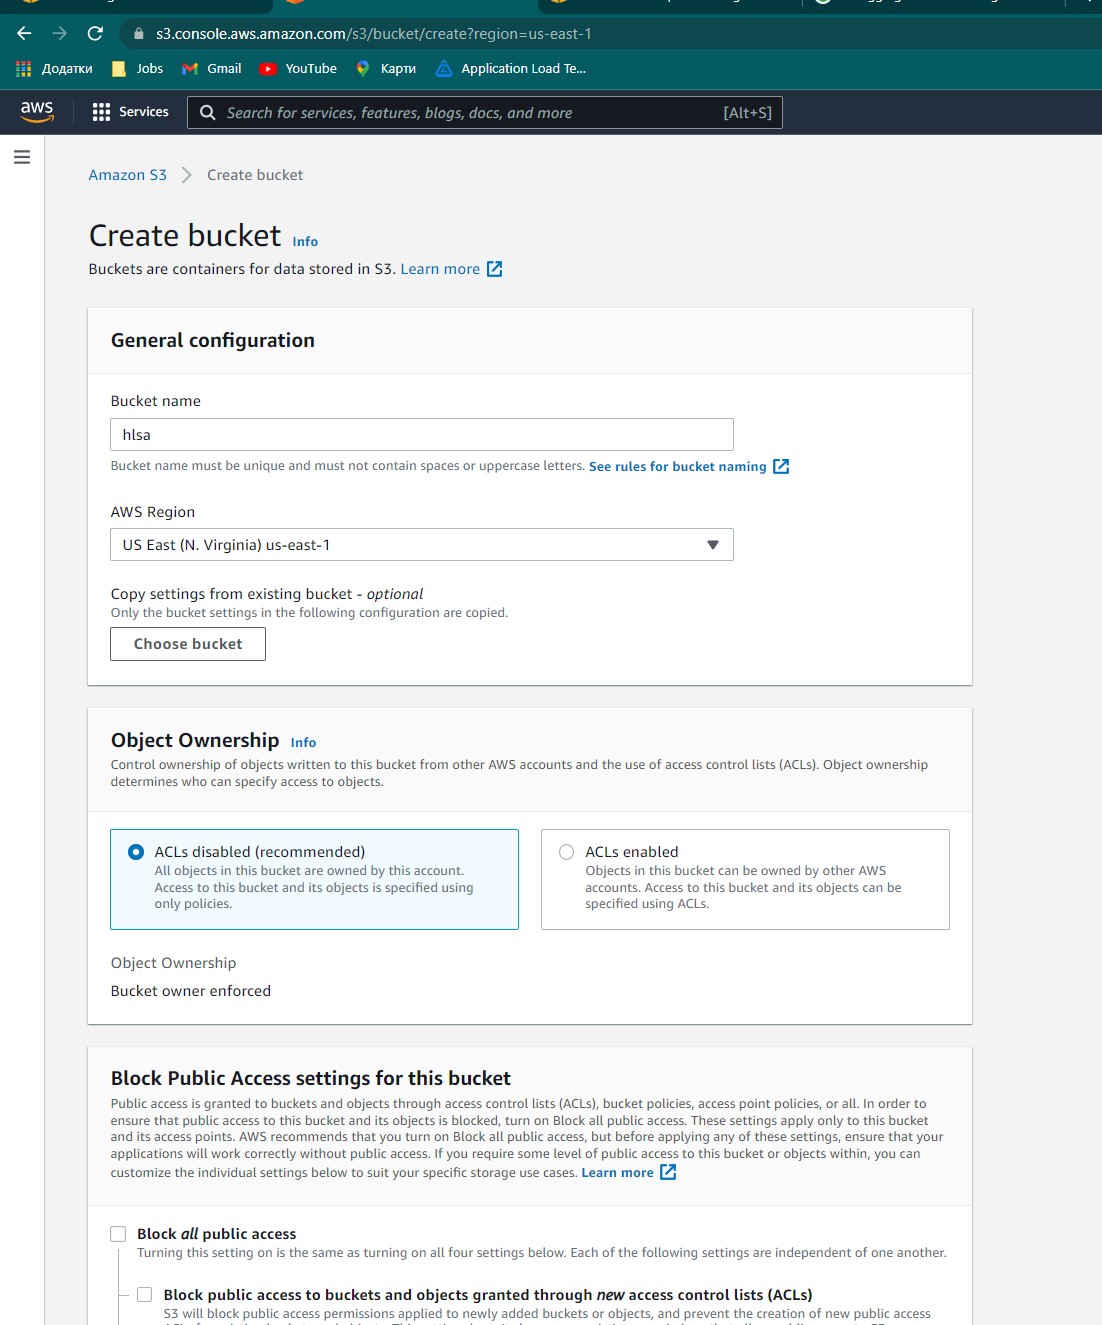 s3.console.aws.amazon.com/s3/bucket/create?region=us-east-1
Додатки Jobs Gmail YouTube Карти Application Load Te...
aws Services Search for services, features, blogs, docs, and more [Alt+S]
Amazon S3 Create bucket
Create bucket Info
Buckets are containers for data stored in S3. Learn more
General configuration
Bucket name
hlsa
Bucket name must be unique and must not contain spaces or uppercase letters. See rules for bucket naming
AWS Region
US East (N. Virginia) us-east-1
Copy settings from existing bucket - optional
Only the bucket settings in the following configuration are copied.
Choose bucket
Object Ownership Info
Control ownership of objects written to this bucket from other AWS accounts and the use of access control lists (ACLs). Object ownership
determines who can specify access to objects.
ACLs disabled (recommended)
All objects in this bucket are owned by this account.
Access to this bucket and its objects is specified using
only policies.
ACLs enabled
Objects in this bucket can be owned by other AWS
accounts. Access to this bucket and its objects can be
specified using ACLs.
Object Ownership
Bucket owner enforced
Block Public Access settings for this bucket
Public access is granted to buckets and objects through access control lists (ACLs), bucket policies, access point policies, or all. In order to
ensure that public access to this bucket and its objects is blocked, turn on Block all public access. These settings apply only to this bucket
and its access points. AWS recommends that you turn on Block all public access, but before applying any of these settings, ensure that your
applications will work correctly without public access. If you require some level of public access to this bucket or objects within, you can
customize the individual settings below to suit your specific storage use cases. Learn more
Block all public access
Turning this setting on is the same as turning on all four settings below. Each of the following settings are independent of one another.
Block public access to buckets and objects granted through new access control lists (ACLs)
S3 will block public access permissions applied to newly added buckets or objects, and prevent the creation of new public access